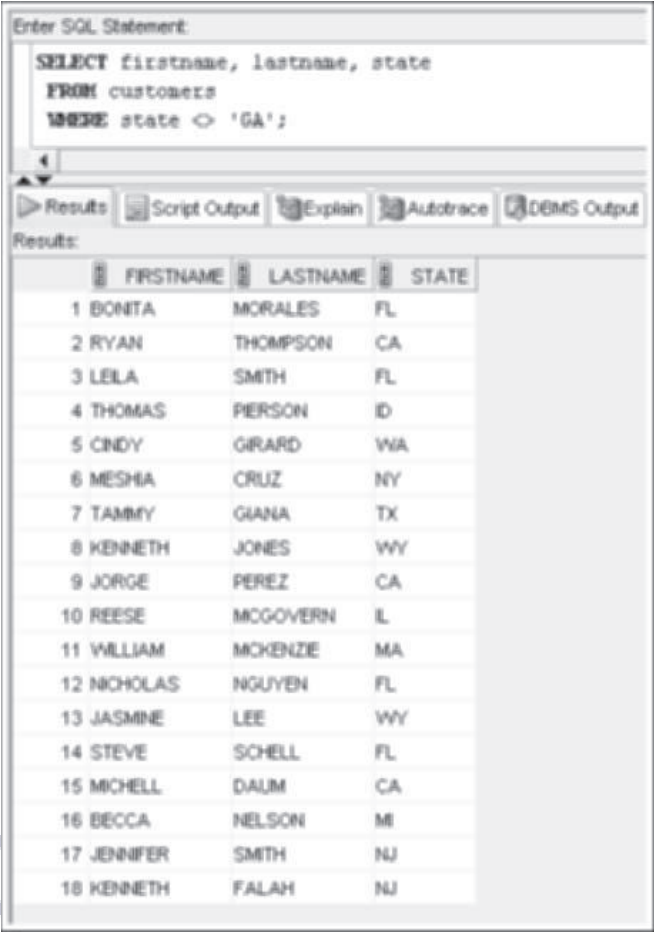 Enter SQL Statement:
SELECT firstname, lastname, state
FROM customers
WHERE state <> 'GA';
Results Script Output Explain Autotrace DBMS Output
Results:
FIRSTNAME LASTNAME STATE
1 BONITA MORALES FL
2 RYAN THOMPSON CA
3 LEILA SMITH FL
4 THOMAS PIERSON ID
5 CINDY GIRARD WA
6 MESHIA CRUZ NY
7 TAMMY GIANA TX
8 KENNETH JONES WY
9 JORGE PEREZ CA
10 REESE MCGOVERN IL
11 WILLIAM MCKENZIE MA
12 NICHOLAS NGUYEN FL
13 JASMINE LEE WY
14 STEVE SCHELL FL
15 MICHELL DAUM CA
16 BECCA NELSON MI
17 JENNIFER SMITH NJ
18 KENNETH FALAH NJ